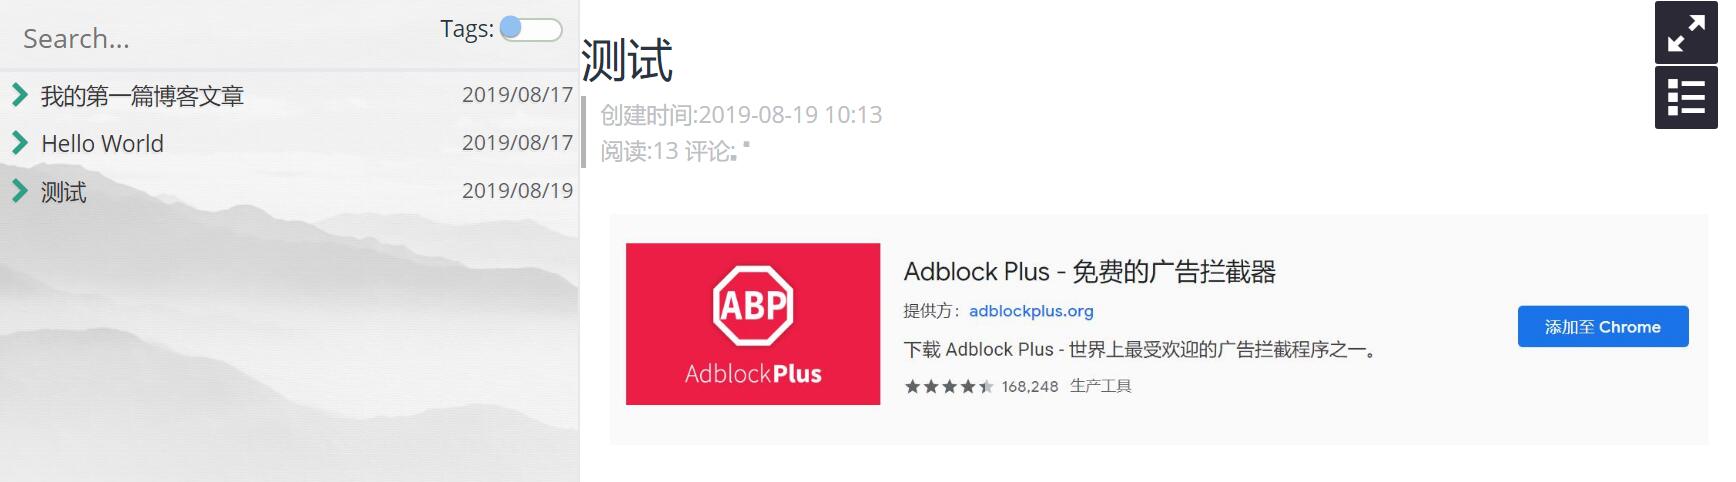 Search...
Tags:
我的第一篇博客文章 2019/08/17
Hello World 2019/08/17
测试 2019/08/19
测试
创建时间:2019-08-19 10:13
阅读:13 评论:
ABP
AdblockPlus
Adblock Plus - 免费的广告拦截器
提供方：adblockplus.org
下载 Adblock Plus - 世界上最受欢迎的广告拦截程序之一。
168,248 生产工具
添加至 Chrome